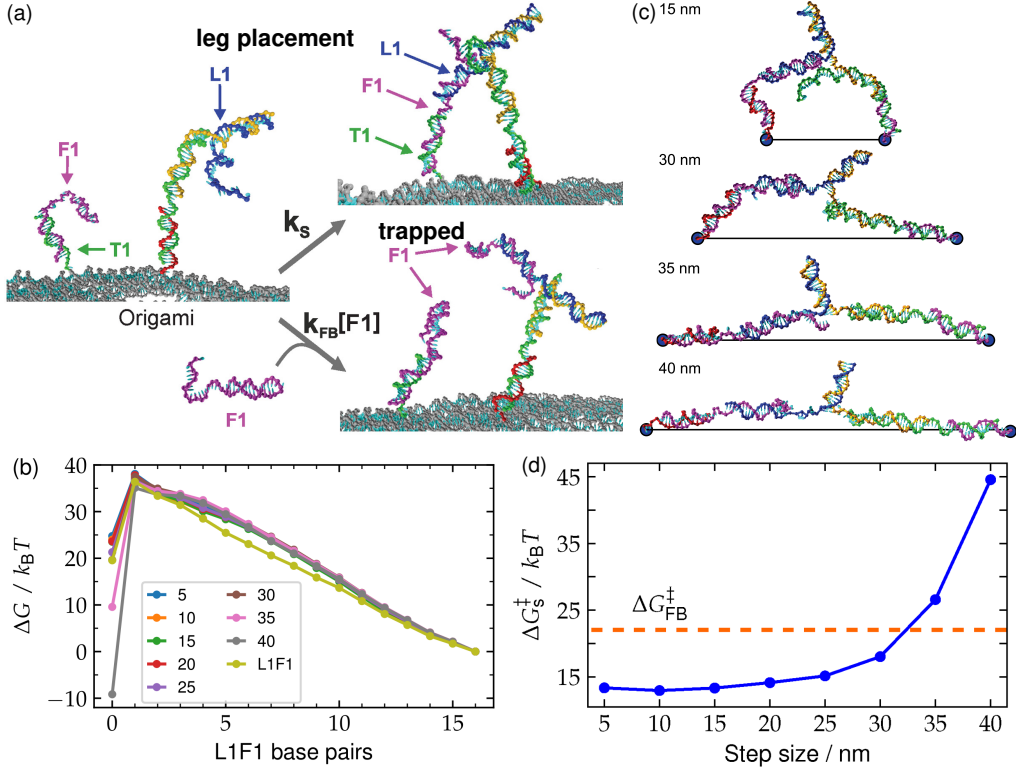 (a)
leg placement
L1
F1
T1
Origami
L1
F1
T1
k_S
trapped
F1
k_FB[F1]
F1
(c)
15 nm
30 nm
35 nm
40 nm
(b)
ΔG / k_BT
40
30
20
10
0
−10
5
10
15
20
25
30
35
40
L1F1
0
5
10
15
L1F1 base pairs
(d)
ΔG_s^‡ / k_BT
45
35
25
15
ΔG_FB^‡
5
10
15
20
25
30
35
40
Step size / nm